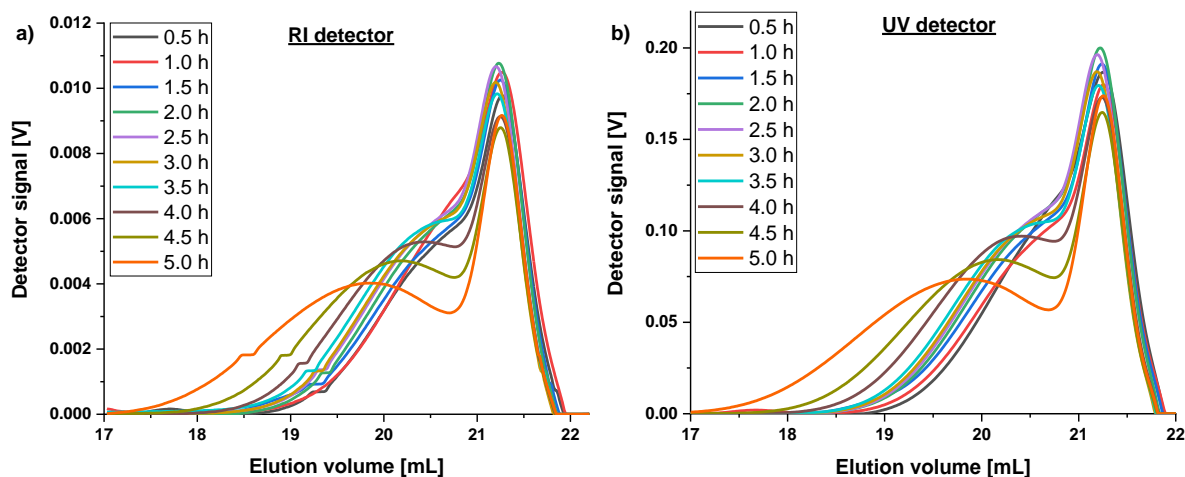 a)
RI detector
0.5 h
1.0 h
1.5 h
2.0 h
2.5 h
3.0 h
3.5 h
4.0 h
4.5 h
5.0 h
0.012
0.010
0.008
0.006
0.004
0.002
0.000
Detector signal [V]
17 18 19 20 21 22
Elution volume [mL]
b)
UV detector
0.5 h
1.0 h
1.5 h
2.0 h
2.5 h
3.0 h
3.5 h
4.0 h
4.5 h
5.0 h
0.20
0.15
0.10
0.05
0.00
Detector signal [V]
17 18 19 20 21 22
Elution volume [mL]